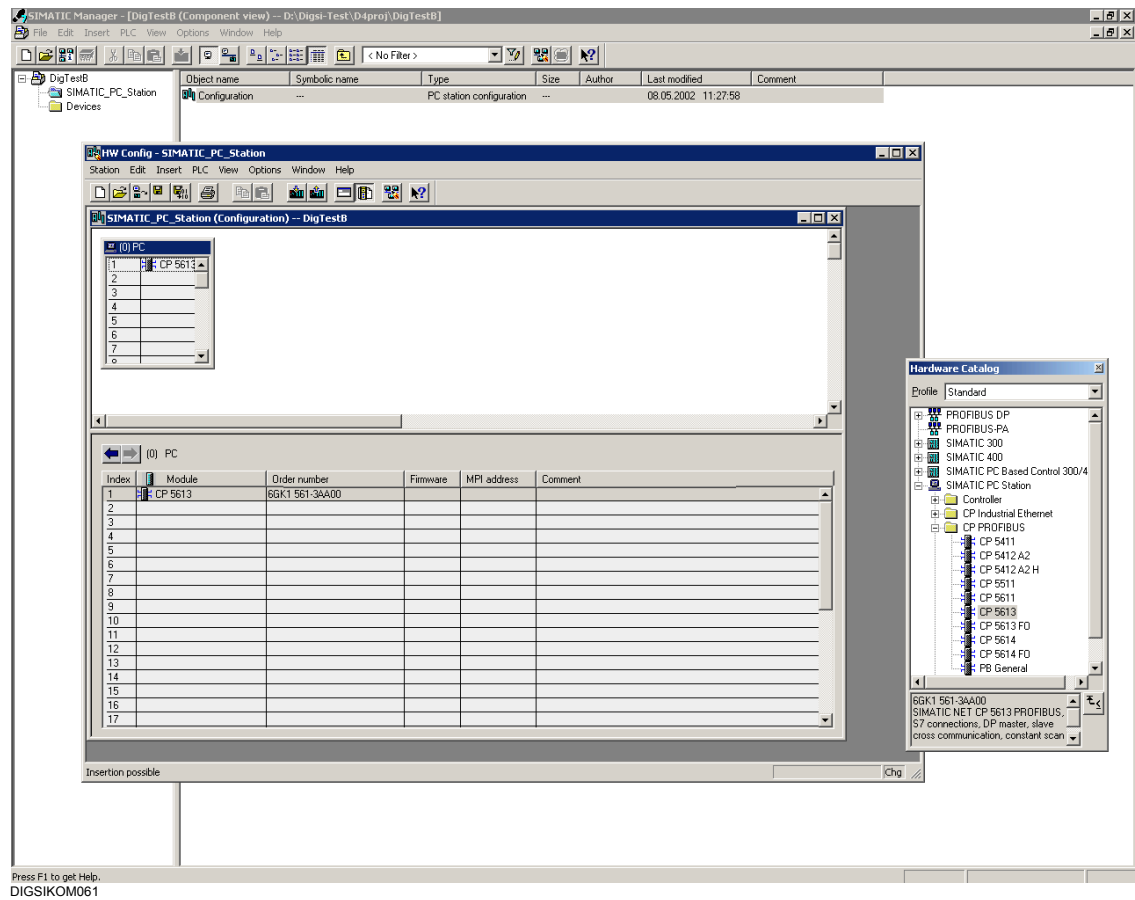 SIMATIC Manager - [DigTestB (Component view) -- D:\Digsi-Test\D4proj\DigTestB]
File Edit Insert PLC View Options Window Help
< No Filter >
DigTestB
SIMATIC_PC_Station
Devices
Object name Symbolic name Type Size Author Last modified Comment
Configuration --- PC station configuration --- 08.05.2002 11:27:58
HW Config - SIMATIC_PC_Station
Station Edit Insert PLC View Options Window Help
SIMATIC_PC_Station (Configuration) -- DigTestB
(0) PC
1 CP 5613
2
3
4
5
6
7
8
(0) PC
Index Module Order number Firmware MPI address Comment
1 CP 5613 6GK1 561-3AA00
2
3
4
5
6
7
8
9
10
11
12
13
14
15
16
17
Insertion possible Chg
Hardware Catalog
Profile Standard
PROFIBUS DP
PROFIBUS-PA
SIMATIC 300
SIMATIC 400
SIMATIC PC Based Control 300/4
SIMATIC PC Station
Controller
CP Industrial Ethernet
CP PROFIBUS
CP 5411
CP 5412 A2
CP 5412 A2 H
CP 5511
CP 5611
CP 5613
CP 5613 FO
CP 5614
CP 5614 FO
PB General
6GK1 561-3AA00
SIMATIC NET CP 5613 PROFIBUS,
S7 connections, DP master, slave
cross communication, constant scan
Press F1 to get Help.
DIGSIKOM061